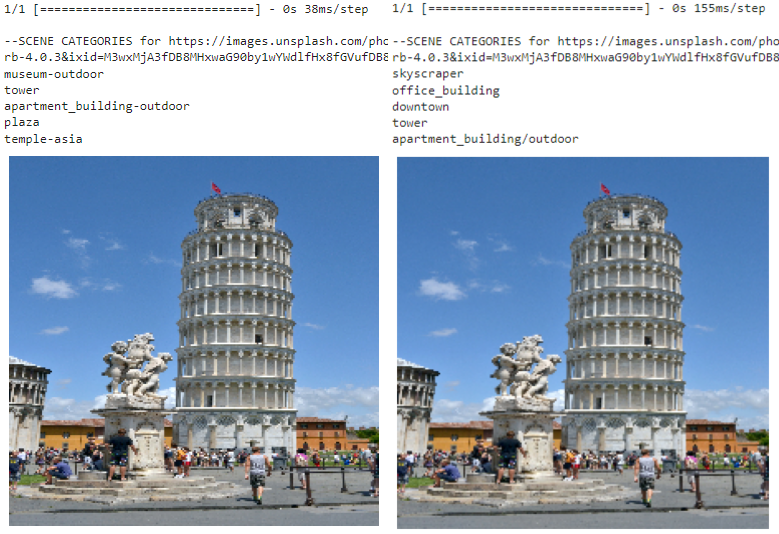 1/1 [==============================] - 0s 38ms/step
--SCENE CATEGORIES for https://images.unsplash.com/pho
rb-4.0.3&ixid=M3wxMjA3fDB8MHxwaG90by1wYWdlfHx8fGVufDB8
museum-outdoor
tower
apartment_building-outdoor
plaza
temple-asia
1/1 [==============================] - 0s 155ms/step
--SCENE CATEGORIES for https://images.unsplash.com/pho
rb-4.0.3&ixid=M3wxMjA3fDB8MHxwaG90by1wYWdlfHx8fGVufDB8
skyscraper
office_building
downtown
tower
apartment_building/outdoor